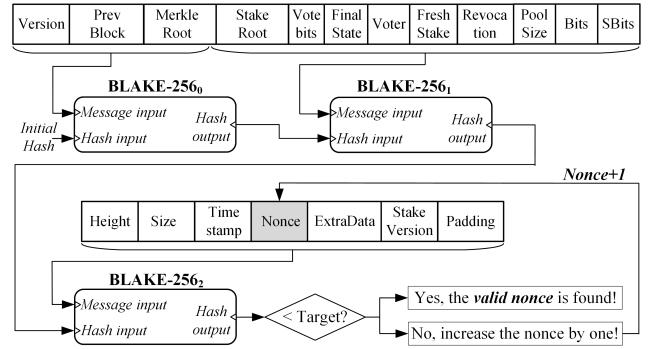 Version
Prev
Block
Merkle
Root
Stake
Root
Vote
bits
Final
State
Voter
Fresh
Stake
Revoca
tion
Pool
Size
Bits
SBits
BLAKE-256₀
Message input
Hash input
Hash
output
Initial
Hash
BLAKE-256₁
Message input
Hash input
Hash
output
Nonce+1
Height
Size
Time
stamp
Nonce
ExtraData
Stake
Version
Padding
BLAKE-256₂
Message input
Hash input
Hash
output
< Target?
Yes, the valid nonce is found!
No, increase the nonce by one!